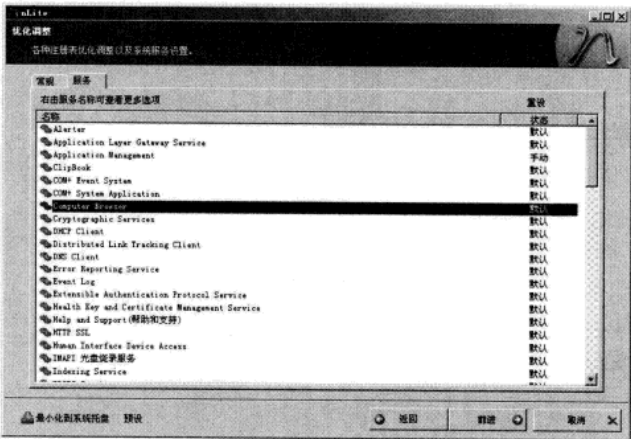 nLite
优化调整
各种注册表优化调整以及系统服务设置。
常规 服务
右击服务名称可查看更多选项 重设
名称 状态
Alerter 默认
Application Layer Gateway Service 默认
Application Management 手动
ClipBook 默认
COM+ Event System 默认
COM+ System Application 默认
Computer Browser 默认
Cryptographic Services 默认
DHCP Client 默认
Distributed Link Tracking Client 默认
DNS Client 默认
Error Reporting Service 默认
Event Log 默认
Extensible Authentication Protocol Service 默认
Health Key and Certificate Management Service 默认
Help and Support(帮助和支持) 默认
HTTP SSL 默认
Human Interface Device Access 默认
IMAPI 光盘烧录服务 默认
Indexing Service 默认
最小化到系统托盘 预设 返回 前进 取消